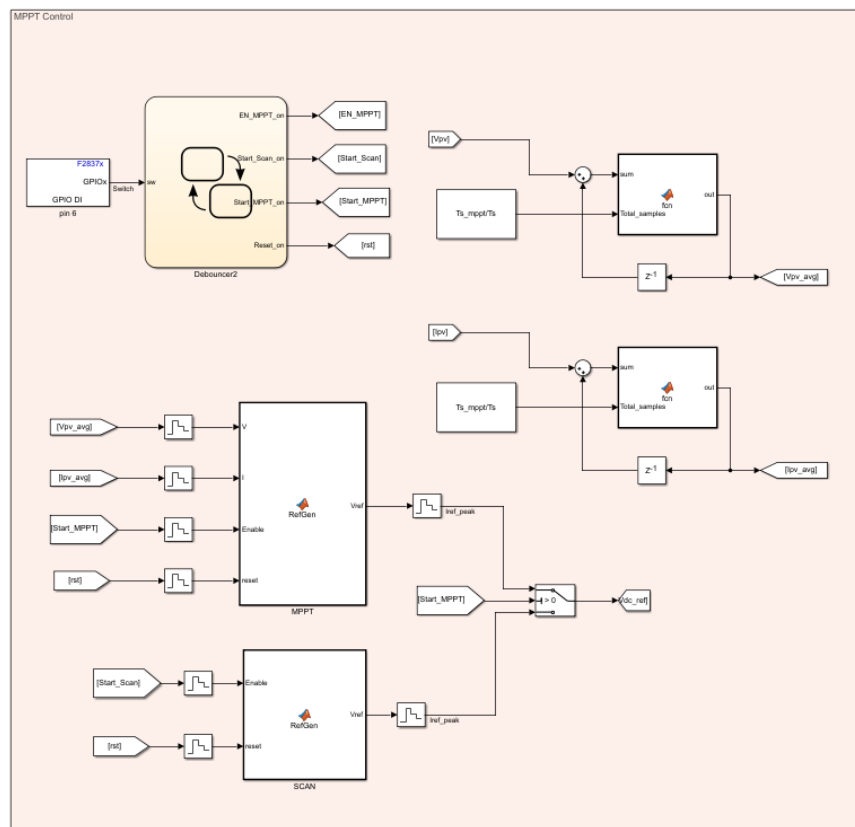 MPPT Control
F2837x
GPIOx
GPIO DI
pin 6
Switch
sw
EN_MPPT_on
Start_Scan_on
Start_MPPT_on
Reset_on
Debouncer2
[EN_MPPT]
[Start_Scan]
[Start_MPPT]
[rst]
[Vpv]
Ts_mppt/Ts
sum
Total_samples
fcn
out
z-1
[Vpv_avg]
[Ipv]
Ts_mppt/Ts
sum
Total_samples
fcn
out
z-1
[Ipv_avg]
[Vpv_avg]
[Ipv_avg]
[Start_MPPT]
[rst]
V
I
Enable
reset
RefGen
Vref
MPPT
Iref_peak
[Start_MPPT]
> 0
[Vdc_ref]
[Start_Scan]
[rst]
Enable
reset
RefGen
Vref
SCAN
Iref_peak